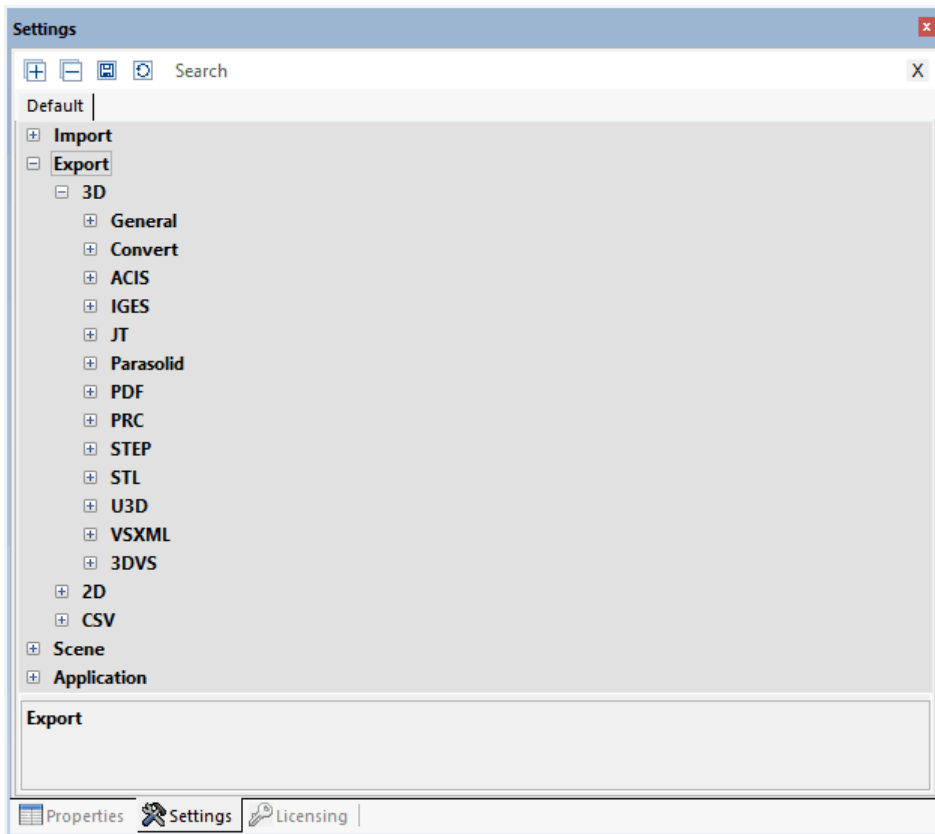 Settings
Search X
Default
Import
Export
3D
General
Convert
ACIS
IGES
JT
Parasolid
PDF
PRC
STEP
STL
U3D
VSXML
3DVS
2D
CSV
Scene
Application
Export
Properties Settings Licensing